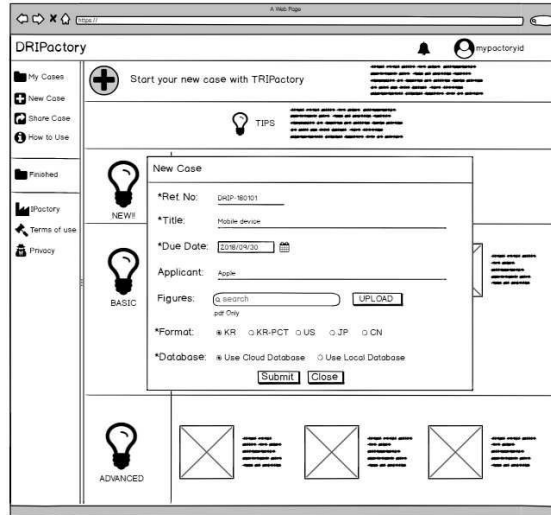 A Web Page
https://
DRIPactory
mypactoryid
My Cases
New Case
Share Case
How to Use
Finished
IPactory
Terms of use
Privacy
Start your new case with TRIPactory
TIPS
NEW!!
BASIC
ADVANCED
New Case
*Ref. No: DRIP-180101
*Title: Mobile device
*Due Date: 2018/09/30
Applicant: Apple
Figures: search UPLOAD
pdf Only
*Format: KR KR-PCT US JP CN
*Database: Use Cloud Database Use Local Database
Submit Close